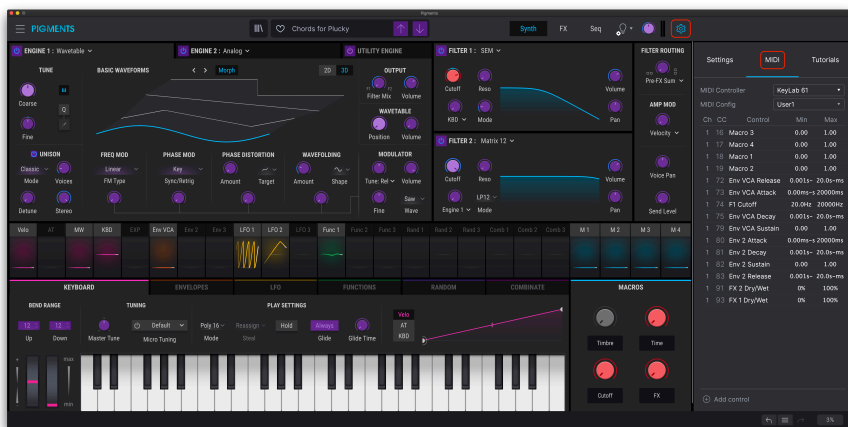 Pigments
PIGMENTS
Chords for Plucky
Synth FX Seq
ENGINE 1 : Wavetable
ENGINE 2 : Analog
UTILITY ENGINE
FILTER 1 : SEM
FILTER ROUTING
Settings MIDI Tutorials
TUNE
BASIC WAVEFORMS
Morph
2D 3D
OUTPUT
Coarse
M
Q
Fine
Filter Mix Volume
WAVETABLE
Position Volume
Cutoff Reso
KBD Mode
Volume
Pan
Pre-FX Sum
AMP MOD
Velocity
Voice Pan
Send Level
FILTER 2 : Matrix 12
Cutoff Reso
Engine 1 LP12
Mode
Volume
Pan
UNISON
Classic
Mode Voices
Detune Stereo
FREQ MOD
Linear
FM Type
PHASE MOD
Key
Sync/Retrig
PHASE DISTORTION
Amount Target
WAVEFOLDING
Amount Shape
MODULATOR
Tune: Rel Volume
Fine
Saw
Wave
MIDI Controller KeyLab 61
MIDI Config User1
Ch CC Control Min Max
1 16 Macro 3 0.00 1.00
1 17 Macro 4 0.00 1.00
1 18 Macro 1 0.00 1.00
1 19 Macro 2 0.00 1.00
1 72 Env VCA Release 0.001s- 20.0s-ms
1 73 Env VCA Attack 0.00ms-s 20000ms
1 74 F1 Cutoff 20.0Hz 20000Hz
1 75 Env VCA Decay 0.001s- 20.0s-ms
1 79 Env VCA Sustain 0.00 1.00
1 80 Env 2 Attack 0.00ms-s 20000ms
1 81 Env 2 Decay 0.001s- 20.0s-ms
1 82 Env 2 Sustain 0.00 1.00
1 83 Env 2 Release 0.001s- 20.0s-ms
1 91 FX 2 Dry/Wet 0% 100%
1 93 FX 1 Dry/Wet 0% 100%
Velo AT MW KBD EXP Env VCA Env 2 Env 3 LFO 1 LFO 2 LFO 3 Func 1 Func 2 Func 3 Rand 1 Rand 2 Rand 3 Comb 1 Comb 2 Comb 3 M 1 M 2 M 3 M 4
KEYBOARD ENVELOPES LFO FUNCTIONS RANDOM COMBINATE MACROS
BEND RANGE
12 12
Up Down
TUNING
Master Tune
Default
Micro Tuning
PLAY SETTINGS
Poly 16
Mode
Reassign
Steal
Hold
Always
Glide
Glide Time
Velo
AT
KBD
+
-
max
min
Timbre Time
Cutoff FX
Add control
3%